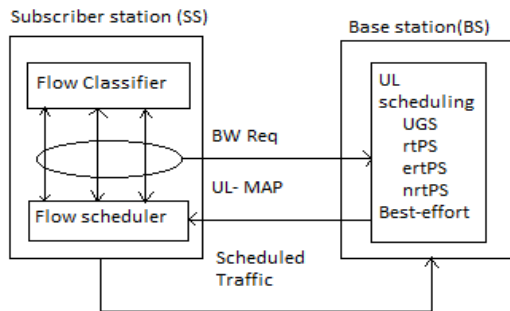 Subscriber station (SS)
Base station(BS)
Flow Classifier
UL
scheduling
UGS
rtPS
ertPS
nrtPS
Best-effort
BW Req
UL- MAP
Flow scheduler
Scheduled
Traffic